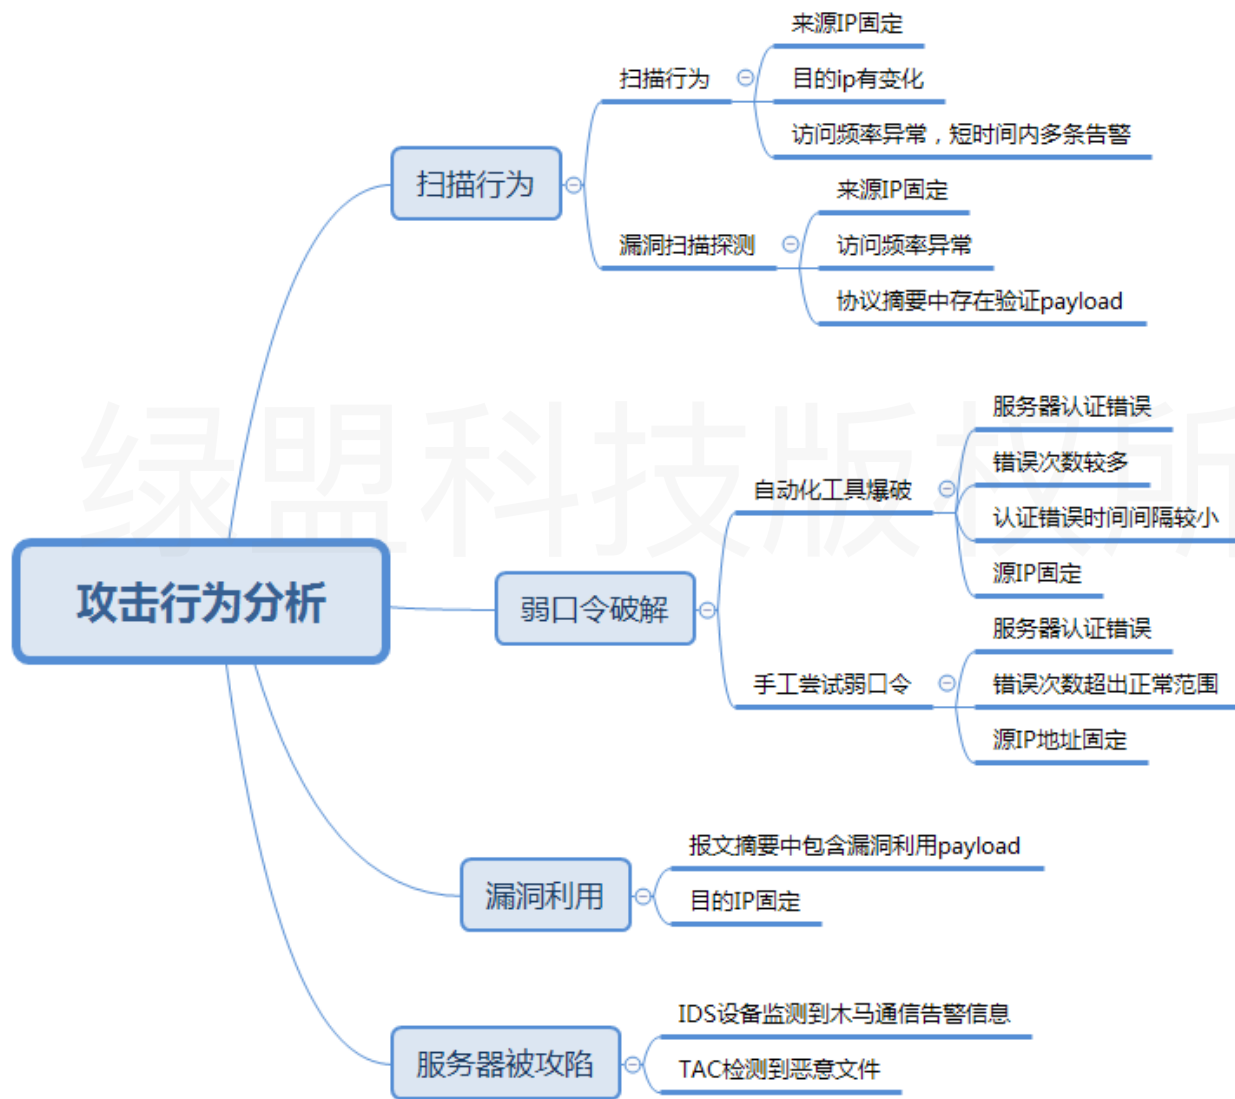 来源IP固定
扫描行为
目的ip有变化
访问频率异常，短时间内多条告警
扫描行为
来源IP固定
漏洞扫描探测
访问频率异常
协议摘要中存在验证payload
绿盟科技版权所
服务器认证错误
错误次数较多
自动化工具爆破
认证错误时间间隔较小
源IP固定
攻击行为分析
弱口令破解
服务器认证错误
手工尝试弱口令
错误次数超出正常范围
源IP地址固定
报文摘要中包含漏洞利用payload
漏洞利用
目的IP固定
IDS设备监测到木马通信告警信息
服务器被攻陷
TAC检测到恶意文件